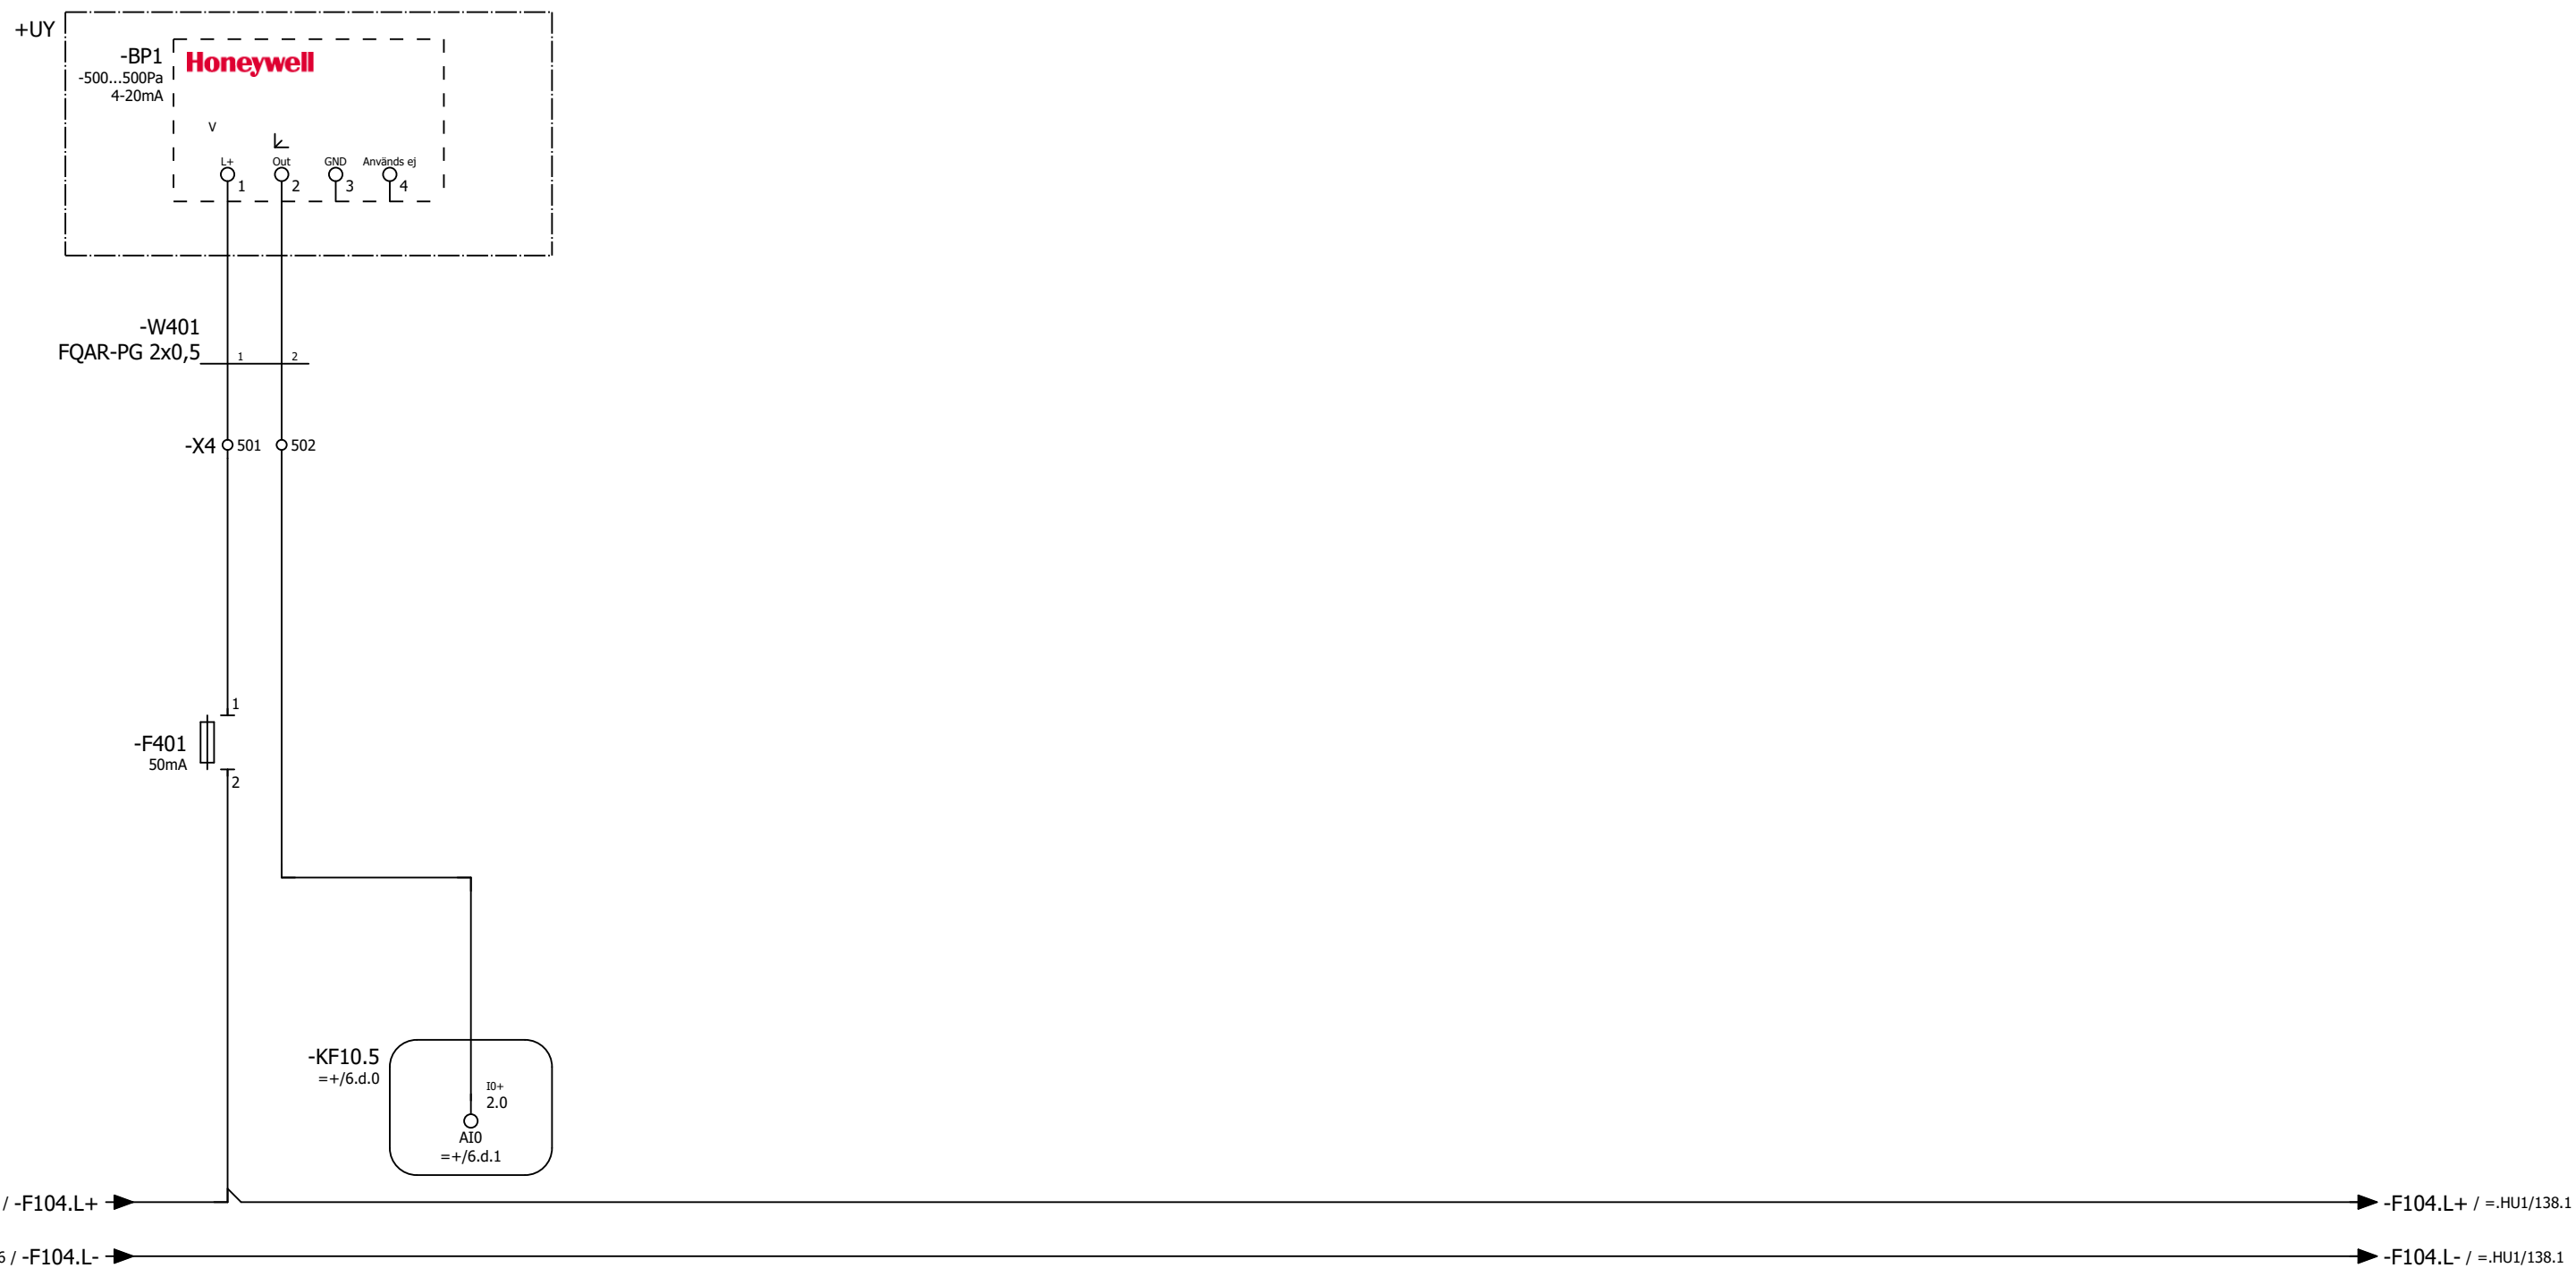 +UY
-BP1
-500...500Pa
4-20mA
Honeywell
V
L+ Out GND Används ej
1 2 3 4
-W401
FQAR-PG 2x0,5
1 2
-X4 501 502
1
-F401
50mA
2
-KF10.5
=+/6.d.0
I0+
2.0
AI0
=+/6.d.1
/ -F104.L+
-F104.L+ / =.HU1/138.1
6 / -F104.L-
-F104.L- / =.HU1/138.1